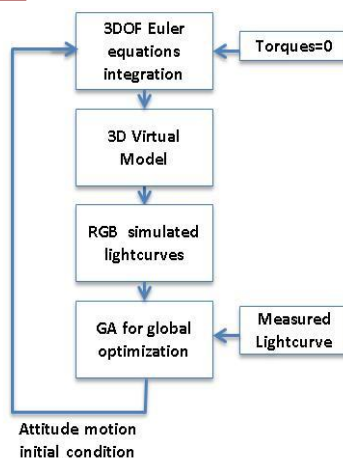 3DOF Euler
equations
integration
Torques=0
3D Virtual
Model
RGB simulated
lightcurves
GA for global
optimization
Measured
Lightcurve
Attitude motion
initial condition